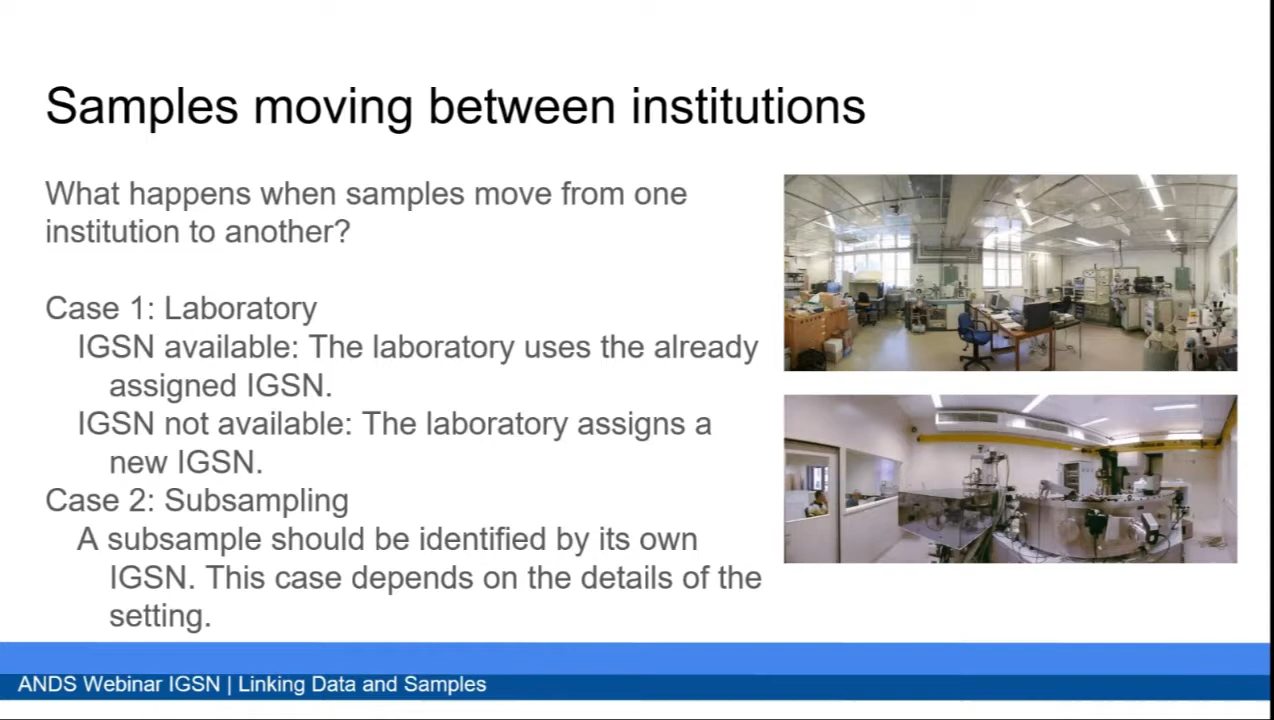 Samples moving between institutions
What happens when samples move from one
institution to another?
Case 1: Laboratory
IGSN available: The laboratory uses the already
assigned IGSN.
IGSN not available: The laboratory assigns a
new IGSN.
Case 2: Subsampling
A subsample should be identified by its own
IGSN. This case depends on the details of the
setting.
ANDS Webinar IGSN | Linking Data and Samples